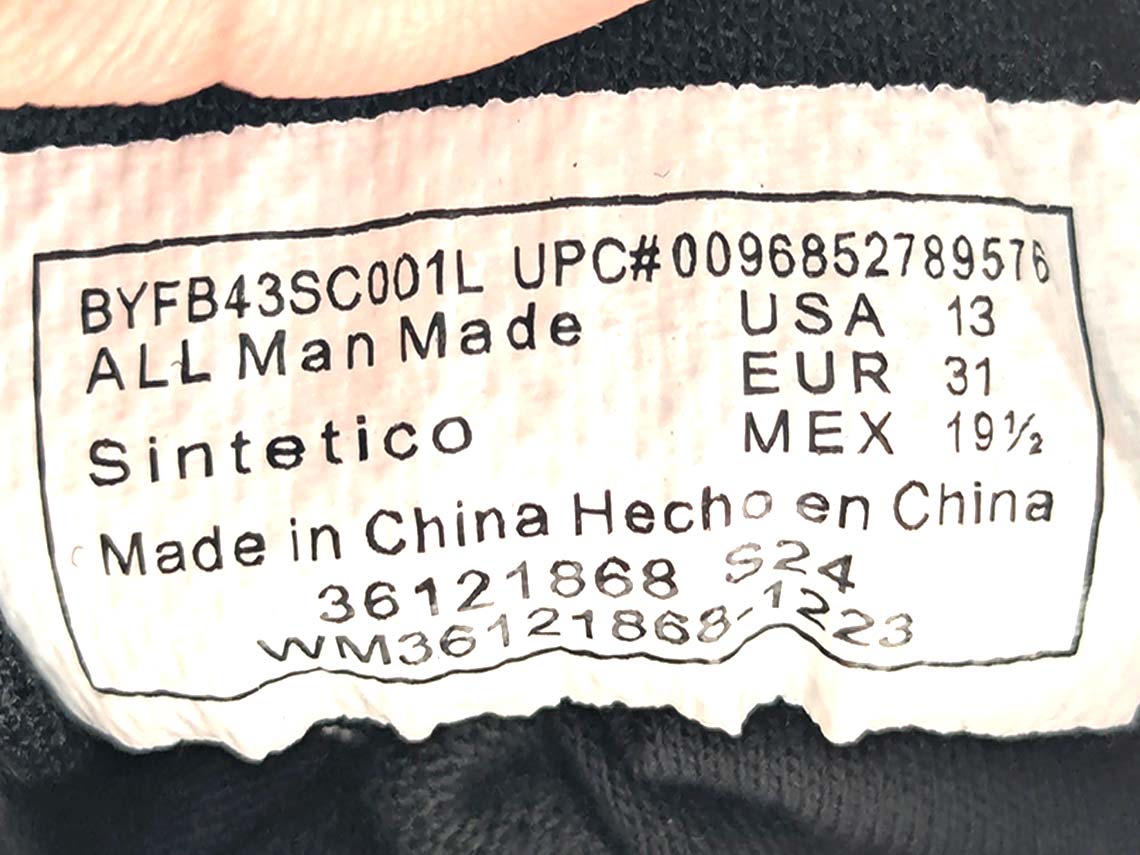 BYFB43SC001L UPC#0096852789576
ALL Man Made USA 13
EUR 31
Sintetico MEX 19½
Made in China Hecho en China
36121868 S24
WM36121868-1223